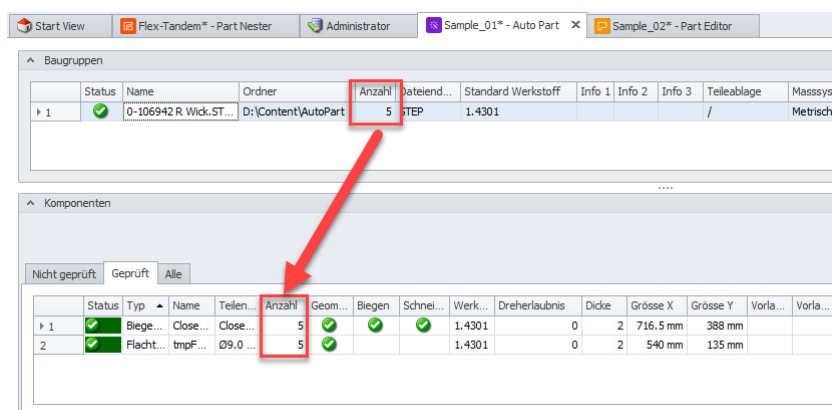 Start View Flex-Tandem* - Part Nester Administrator Sample_01* - Auto Part Sample_02* - Part Editor
Baugruppen
Status Name Ordner Anzahl Dateiend... Standard Werkstoff Info 1 Info 2 Info 3 Teileablage Masssys
1 0-106942 R Wick.ST... D:\Content\AutoPart 5 STEP 1.4301 / Metrisch
Komponenten
Nicht geprüft Geprüft Alle
Status Typ Name Teilen... Anzahl Geom... Biegen Schnei... Werk... Dreherlaubnis Dicke Grösse X Grösse Y Vorla... Vorla...
1 Biege... Close... Close... 5 1.4301 0 2 716.5 mm 388 mm
2 Flacht... tmpF... Ø9.0 ... 5 1.4301 0 2 540 mm 135 mm